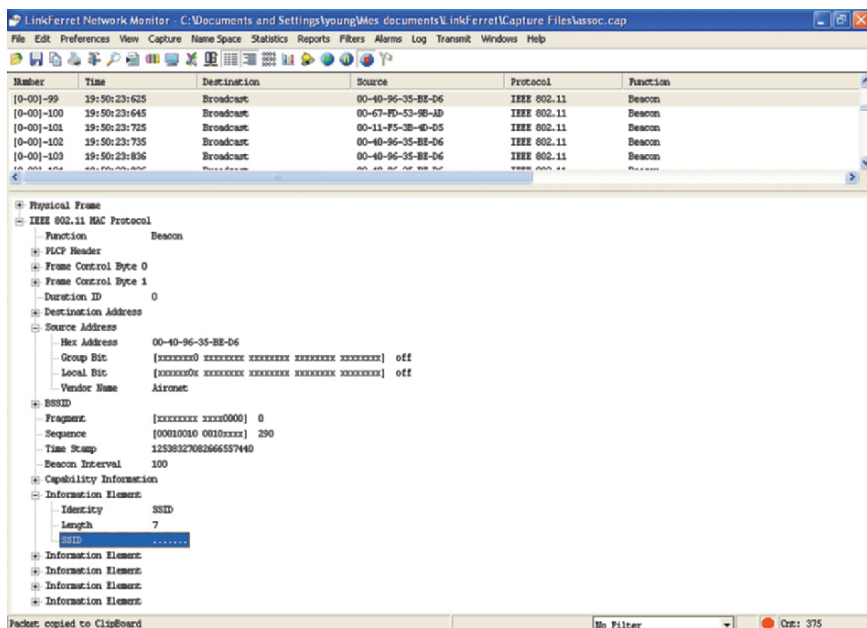 LinkFerret Network Monitor - C:\Documents and Settings\young\Mes documents\LinkFerret\Capture Files\assoc.cap
File Edit Preferences View Capture Name Space Statistics Reports Filters Alarms Log Transmit Windows Help
Number Time Destination Source Protocol Function
[0-00]-99 19:50:23:625 Broadcast 00-40-96-35-BE-D6 IEEE 802.11 Beacon
[0-00]-100 19:50:23:645 Broadcast 00-67-FD-53-9B-AD IEEE 802.11 Beacon
[0-00]-101 19:50:23:725 Broadcast 00-11-F5-3B-4D-D5 IEEE 802.11 Beacon
[0-00]-102 19:50:23:735 Broadcast 00-40-96-35-BE-D6 IEEE 802.11 Beacon
[0-00]-103 19:50:23:836 Broadcast 00-40-96-35-BE-D6 IEEE 802.11 Beacon
Physical Frame
IEEE 802.11 MAC Protocol
Function Beacon
PLCP Header
Frame Control Byte 0
Frame Control Byte 1
Duration ID 0
Destination Address
Source Address
Hex Address 00-40-96-35-BE-D6
Group Bit [xxxxxxx0 xxxxxxxx xxxxxxxx xxxxxxxx xxxxxxxx] off
Local Bit [xxxxxx0x xxxxxxxx xxxxxxxx xxxxxxxx xxxxxxxx] off
Vendor Name Aironet
BSSID
Fragment [xxxxxxxx xxxx0000] 0
Sequence [00010010 0010xxxx] 290
Time Stamp 12538327082666557440
Beacon Interval 100
Capability Information
Information Element
Identity SSID
Length 7
SSID .......
Information Element
Information Element
Information Element
Information Element
Packet copied to ClipBoard No Filter Cnt: 375